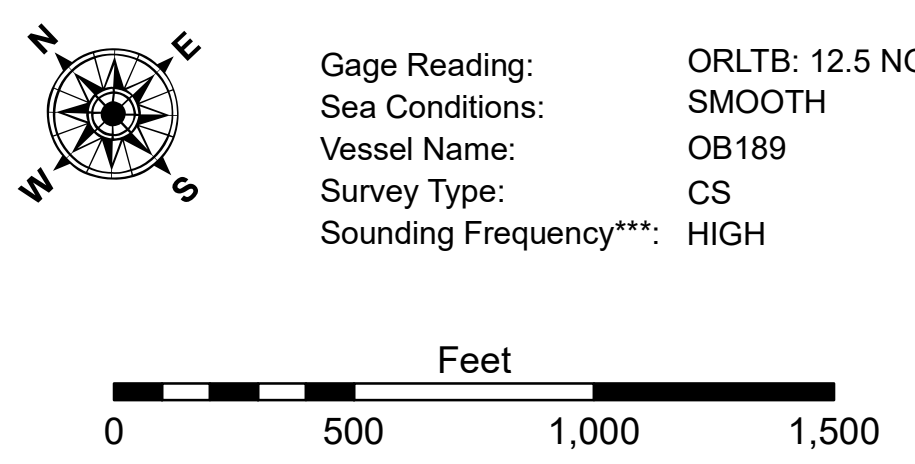 N E
W S
Gage Reading: ORLTB: 12.5
Sea Conditions: SMOOTH
Vessel Name: OB189
Survey Type: CS
Sounding Frequency***: HIGH
Feet
0 500 1,000 1,500